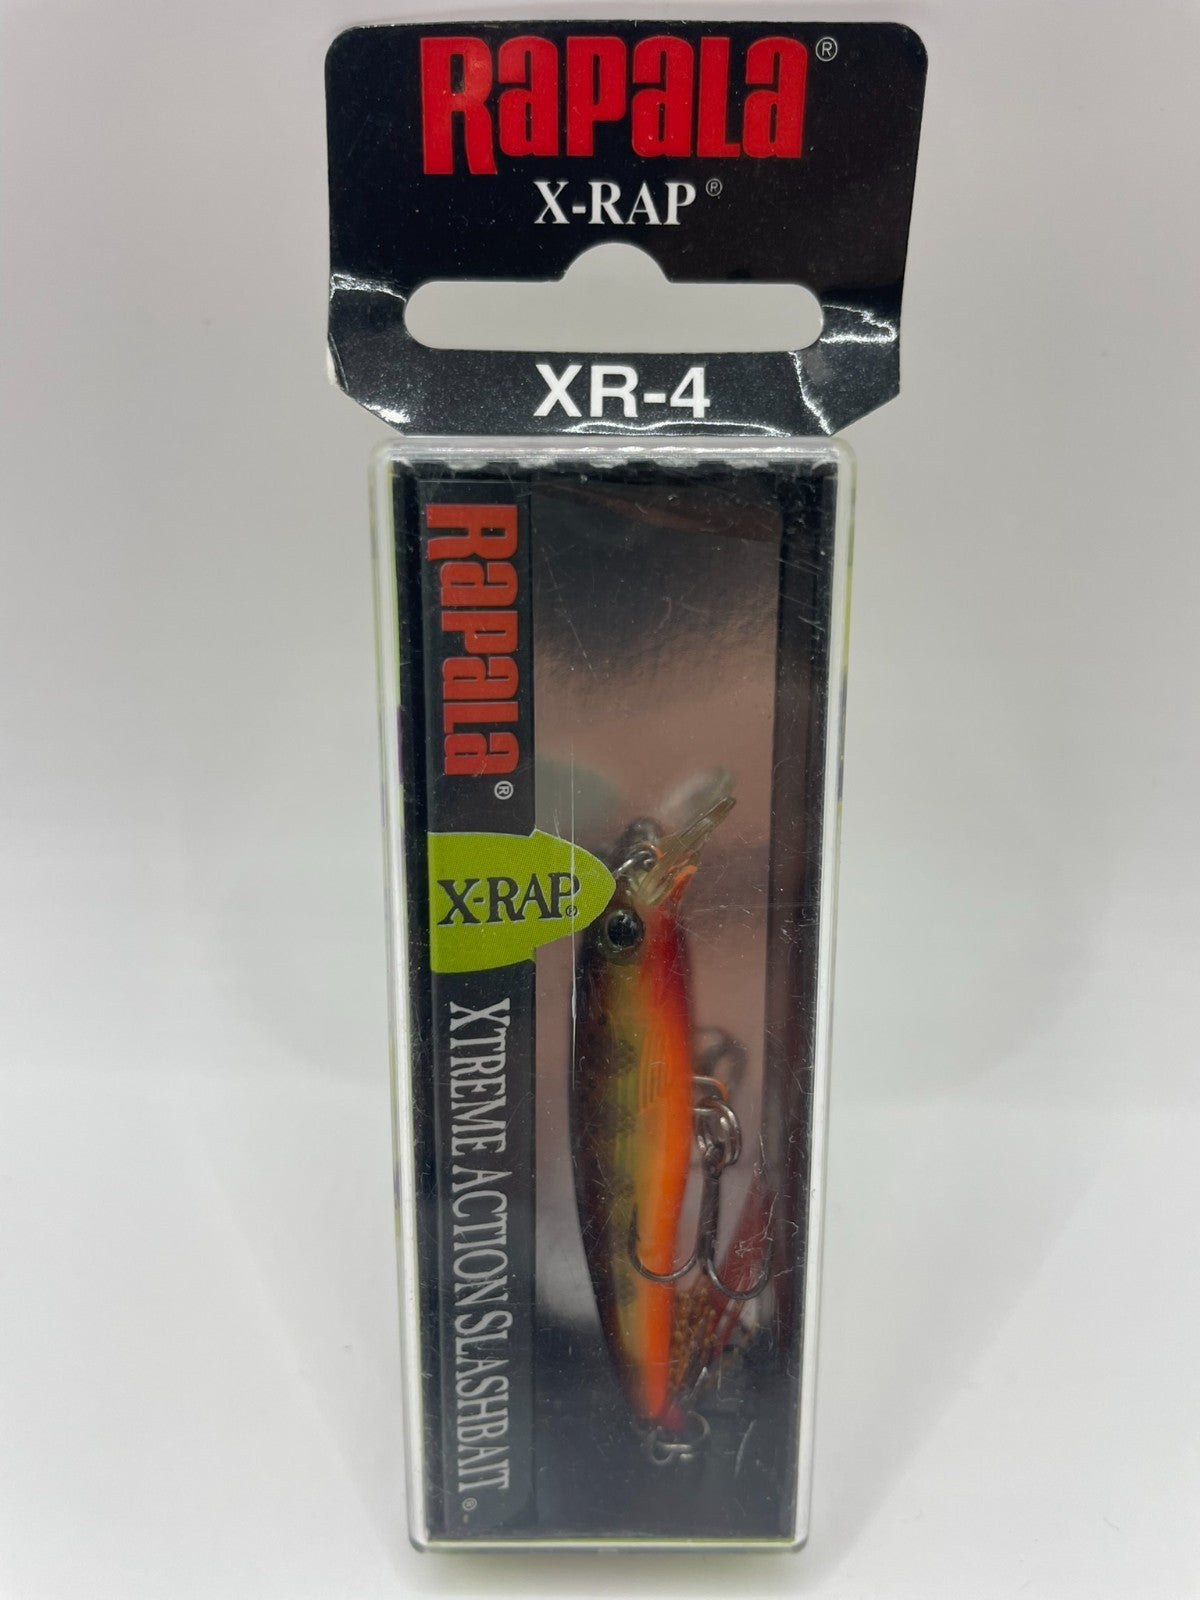 RAPALA®
X-RAP®
XR-4
RAPALA®
X-RAP®
XTREME ACTION SLASHBAIT®